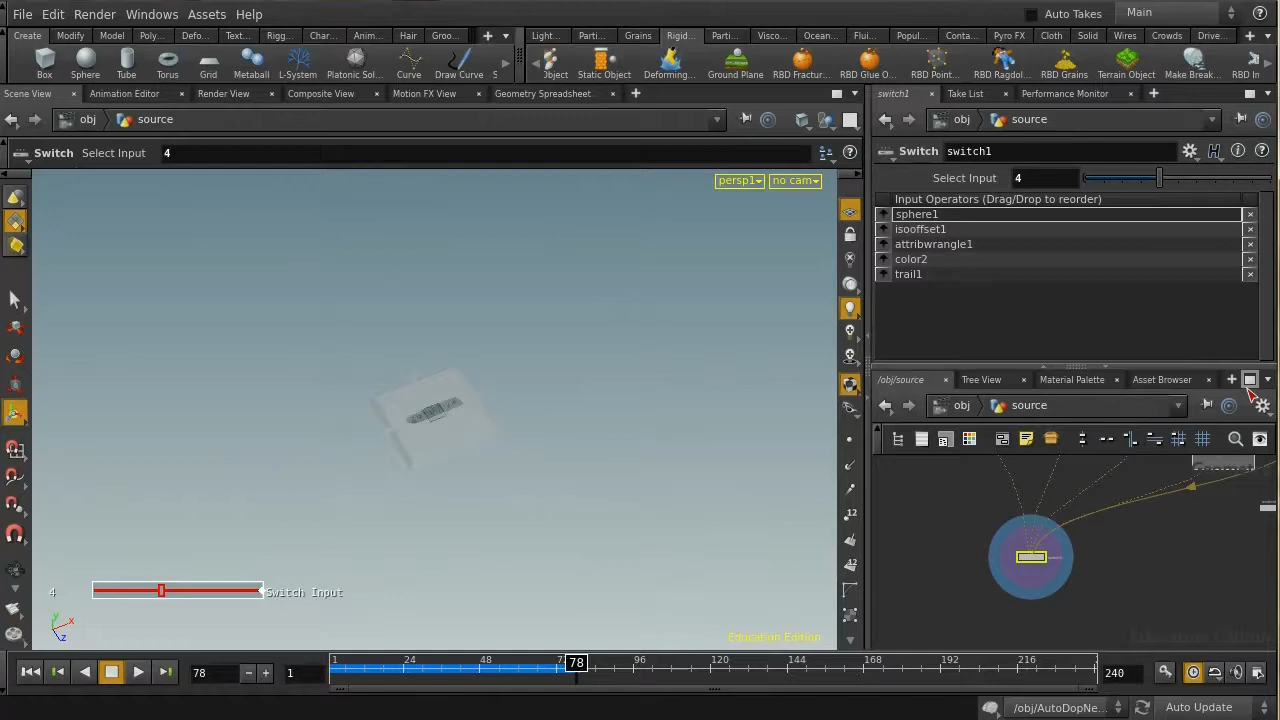 File Edit Render Windows Assets Help Auto Takes Main
Create Modify Model Poly... Defo... Text... Rigg... Char... Anim... Hair Groo... Light... Parti... Grains Rigid... Parti... Visco... Ocean... Flui... Popul... Conta... Pyro FX Cloth Solid Wires Crowds Drive...
Box Sphere Tube Torus Grid Metaball L-System Platonic Sol... Curve Draw Curve S Object Static Object Deforming... Ground Plane RBD Fractur... RBD Glue O... RBD Point... RBD Ragdol... RBD Grains Terrain Object Make Break... RBD In
Scene View Animation Editor Render View Composite View Motion FX View Geometry Spreadsheet switch1 Take List Performance Monitor
obj source obj source
Switch Select Input 4 Switch switch1
persp1 no cam Select Input 4
Input Operators (Drag/Drop to reorder)
sphere1
isooffset1
attribwrangle1
color2
trail1
/obj/source Tree View Material Palette Asset Browser
obj source
12
12
4 Switch Input
y x z
Education Edition
78 1 1 24 48 78 96 120 144 168 192 216 240
/obj/AutoDopNe... Auto Update